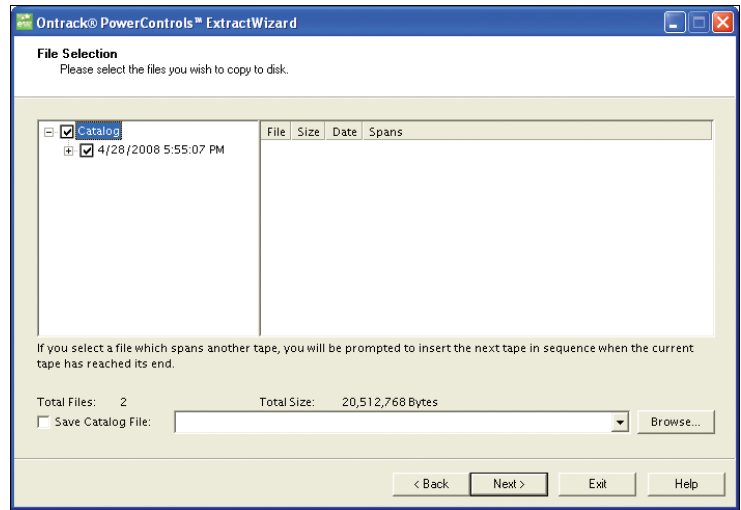 Ontrack® PowerControls™ ExtractWizard
File Selection
Please select the files you wish to copy to disk.
Catalog
4/28/2008 5:55:07 PM
File Size Date Spans
If you select a file which spans another tape, you will be prompted to insert the next tape in sequence when the current
tape has reached its end.
Total Files: 2 Total Size: 20,512,768 Bytes
Save Catalog File: Browse...
< Back Next > Exit Help